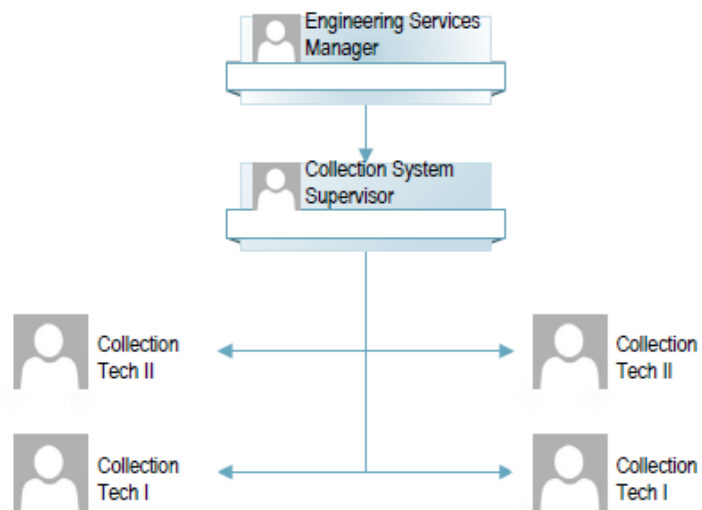 Engineering Services
Manager
Collection System
Supervisor
Collection
Tech II
Collection
Tech II
Collection
Tech I
Collection
Tech I